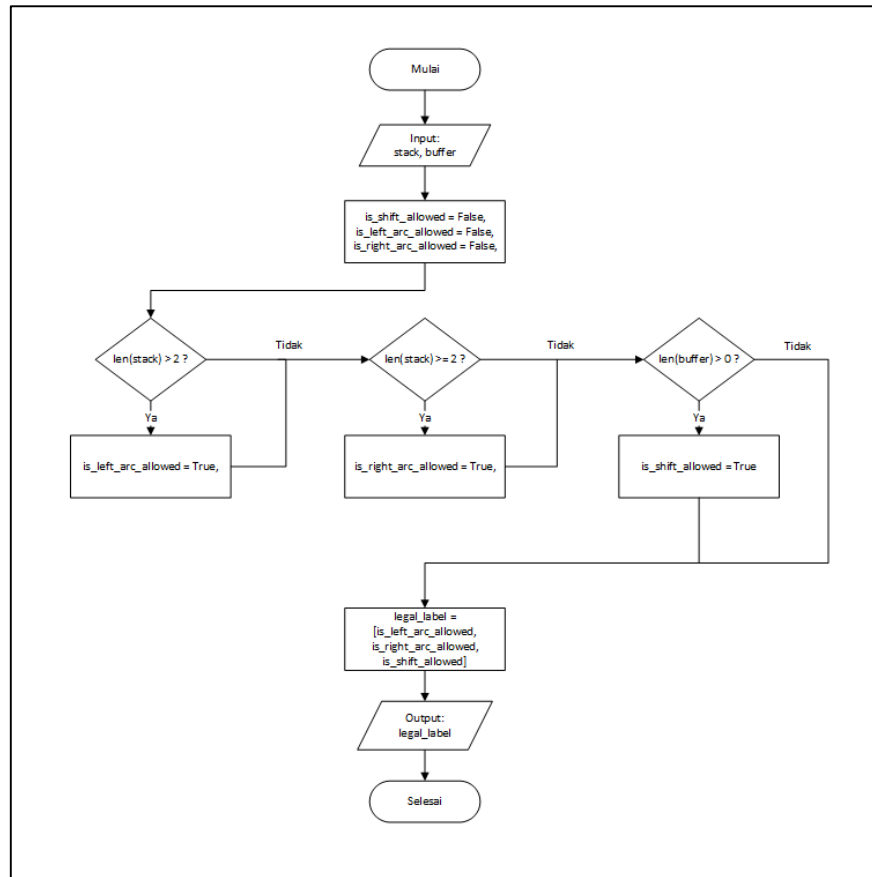 Mulai
Input:
stack, buffer
is_shift_allowed = False,
is_left_arc_allowed = False,
is_right_arc_allowed = False,
len(stack) > 2 ?
Tidak
len(stack) >= 2 ?
Tidak
len(buffer) > 0 ?
Tidak
Ya
Ya
Ya
is_left_arc_allowed = True,
is_right_arc_allowed = True,
is_shift_allowed = True
legal_label =
[is_left_arc_allowed,
is_right_arc_allowed,
is_shift_allowed]
Output:
legal_label
Selesai